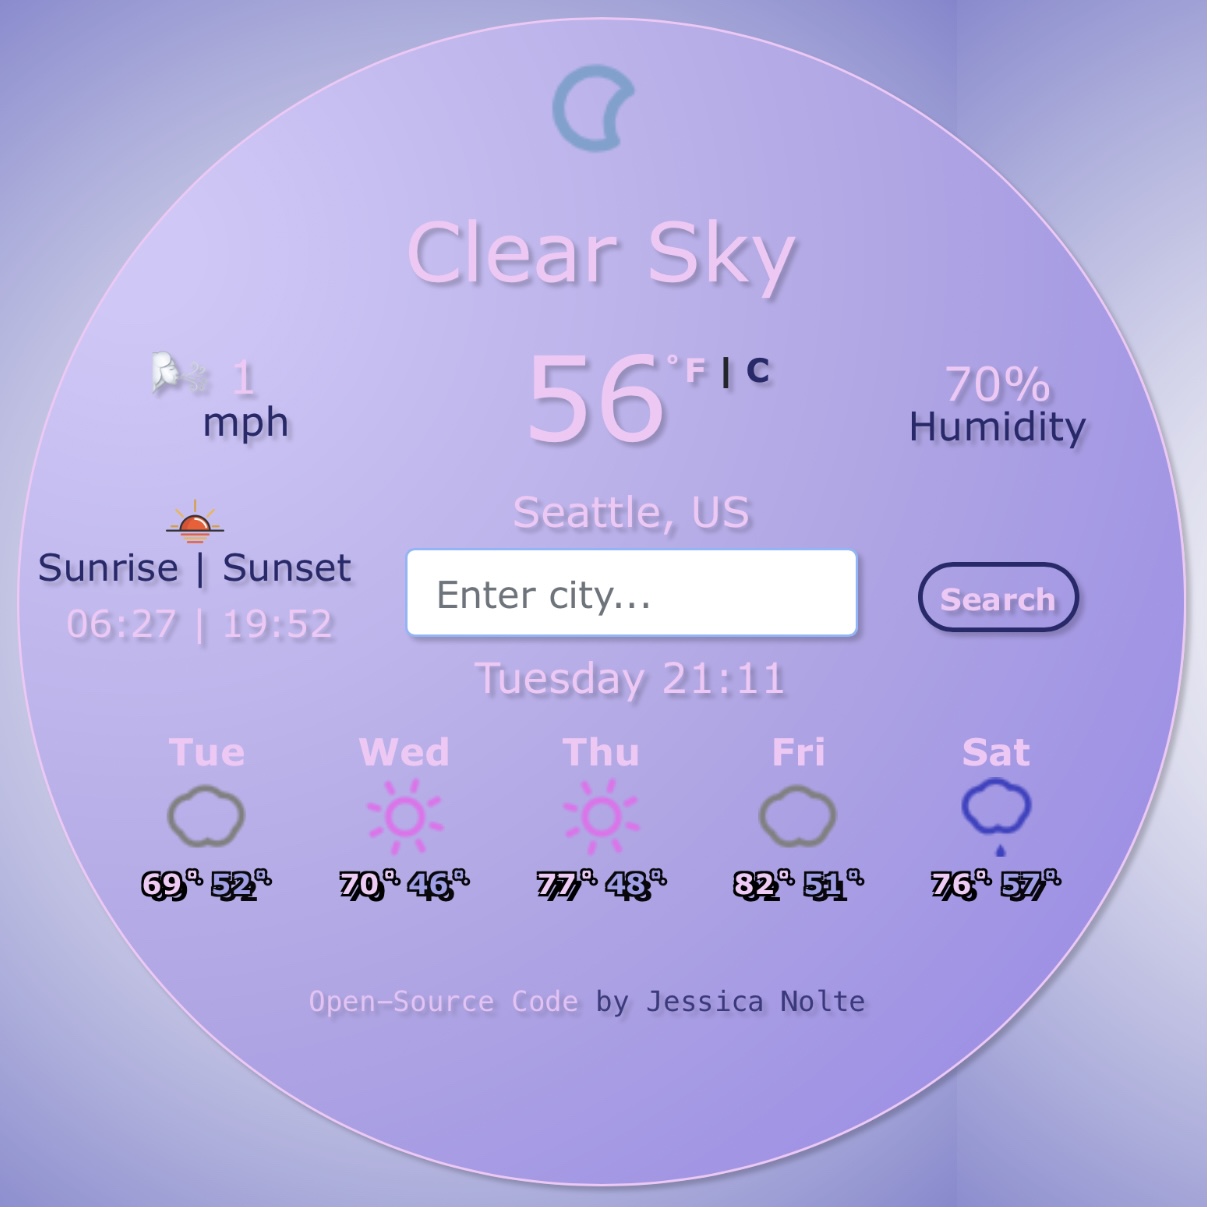 Clear Sky
1
mph
56°F | C
70%
Humidity
Seattle, US
Sunrise | Sunset
06:27 | 19:52
Enter city...
Search
Tuesday 21:11
Tue Wed Thu Fri Sat
69° 52° 70° 46° 77° 48° 82° 51° 76° 57°
Open-Source Code by Jessica Nolte